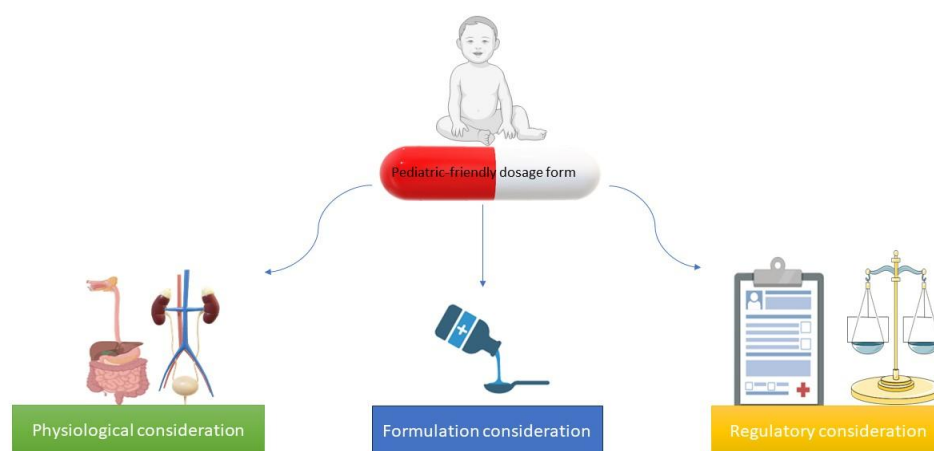 Pediatric-friendly dosage form
Physiological consideration
Formulation consideration
Regulatory consideration